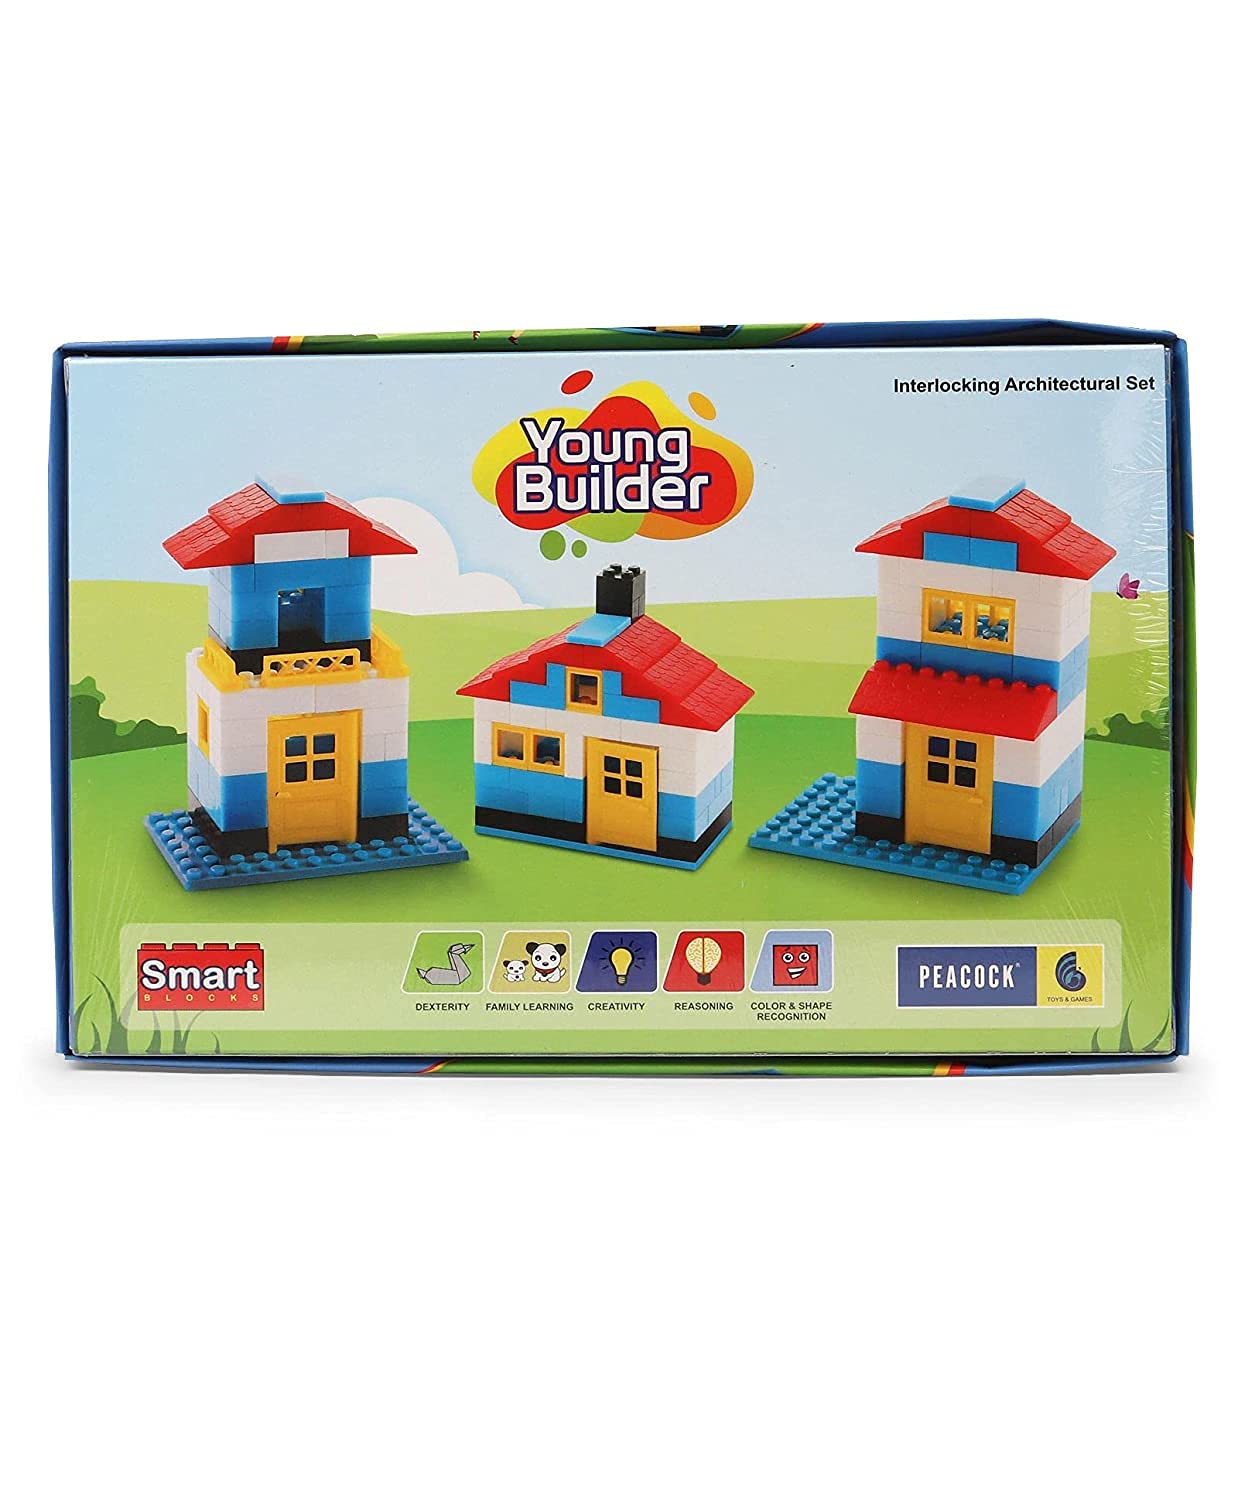 Interlocking Architectural Set
Young
Builder
Smart
BLOCKS
DEXTERITY
FAMILY LEARNING
CREATIVITY
REASONING
COLOR & SHAPE
RECOGNITION
PEACOCK®
TOYS & GAMES